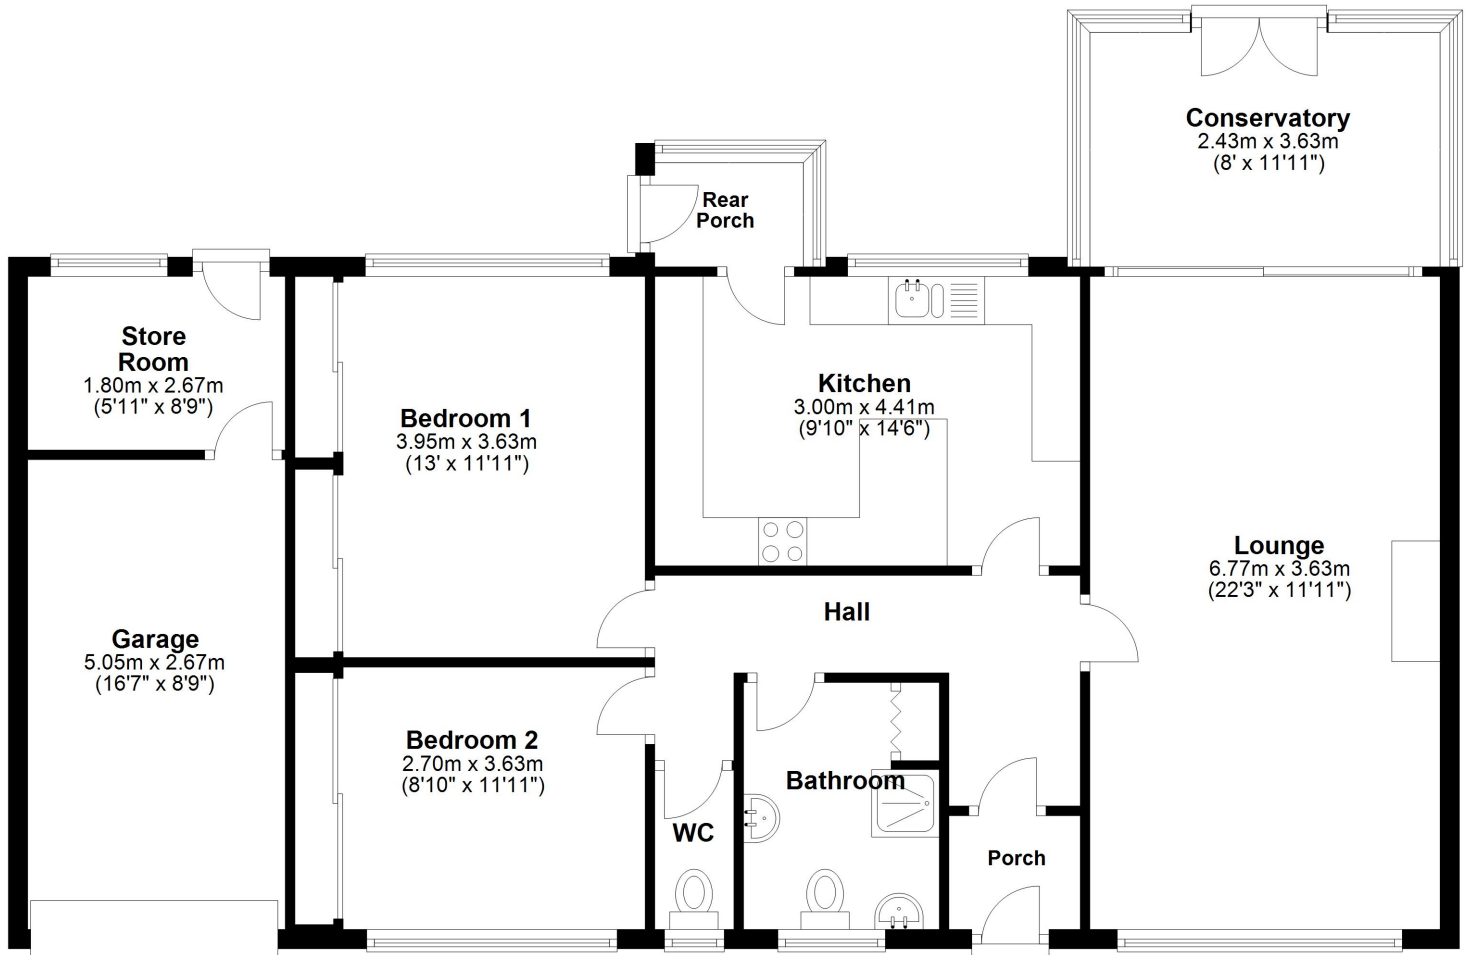 Conservatory
2.43m x 3.63m
(8' x 11'11")
Rear
Porch
Store
Room
1.80m x 2.67m
(5'11" x 8'9")
Bedroom 1
3.95m x 3.63m
(13' x 11'11")
Kitchen
3.00m x 4.41m
(9'10" x 14'6")
Lounge
6.77m x 3.63m
(22'3" x 11'11")
Hall
Garage
5.05m x 2.67m
(16'7" x 8'9")
Bedroom 2
2.70m x 3.63m
(8'10" x 11'11")
Bathroom
WC
Porch